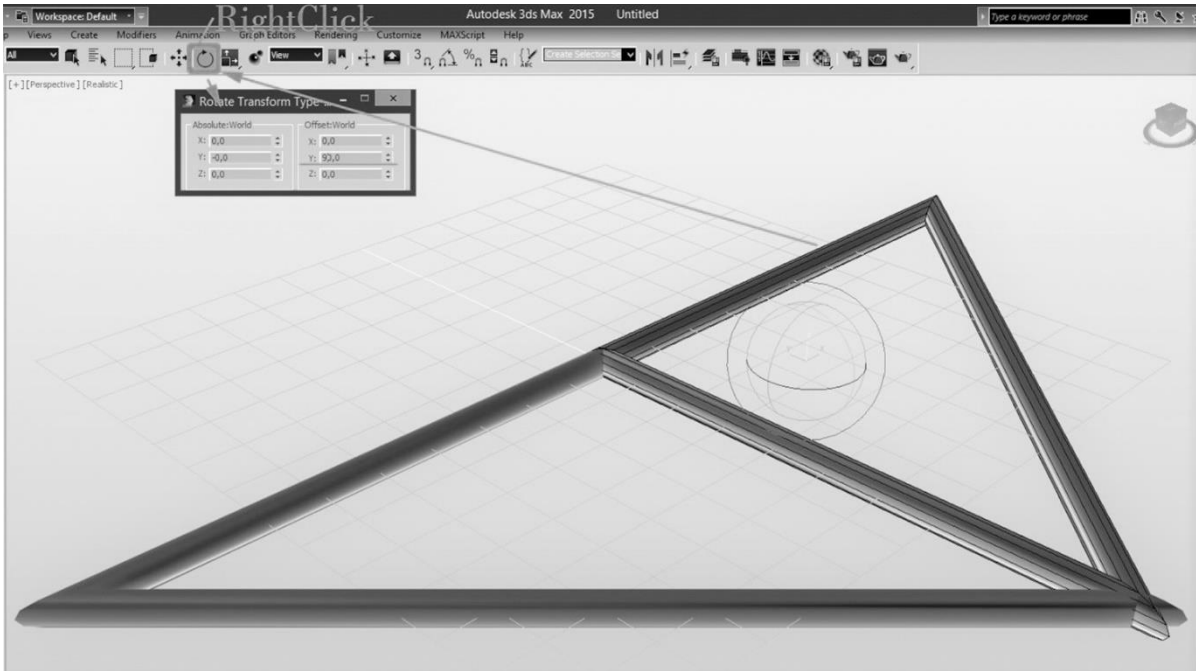 Workspace: Default
RightClick
Autodesk 3ds Max 2015 Untitled
Type a keyword or phrase
p Views Create Modifiers Animation Graph Editors Rendering Customize MAXScript Help
All View 3 % Create Selection Se
[+][Perspective][Realistic]
Rotate Transform Type ...
Absolute:World Offset:World
X: 0,0 X: 0,0
Y: -0,0 Y: 90,0
Z: 0,0 Z: 0,0